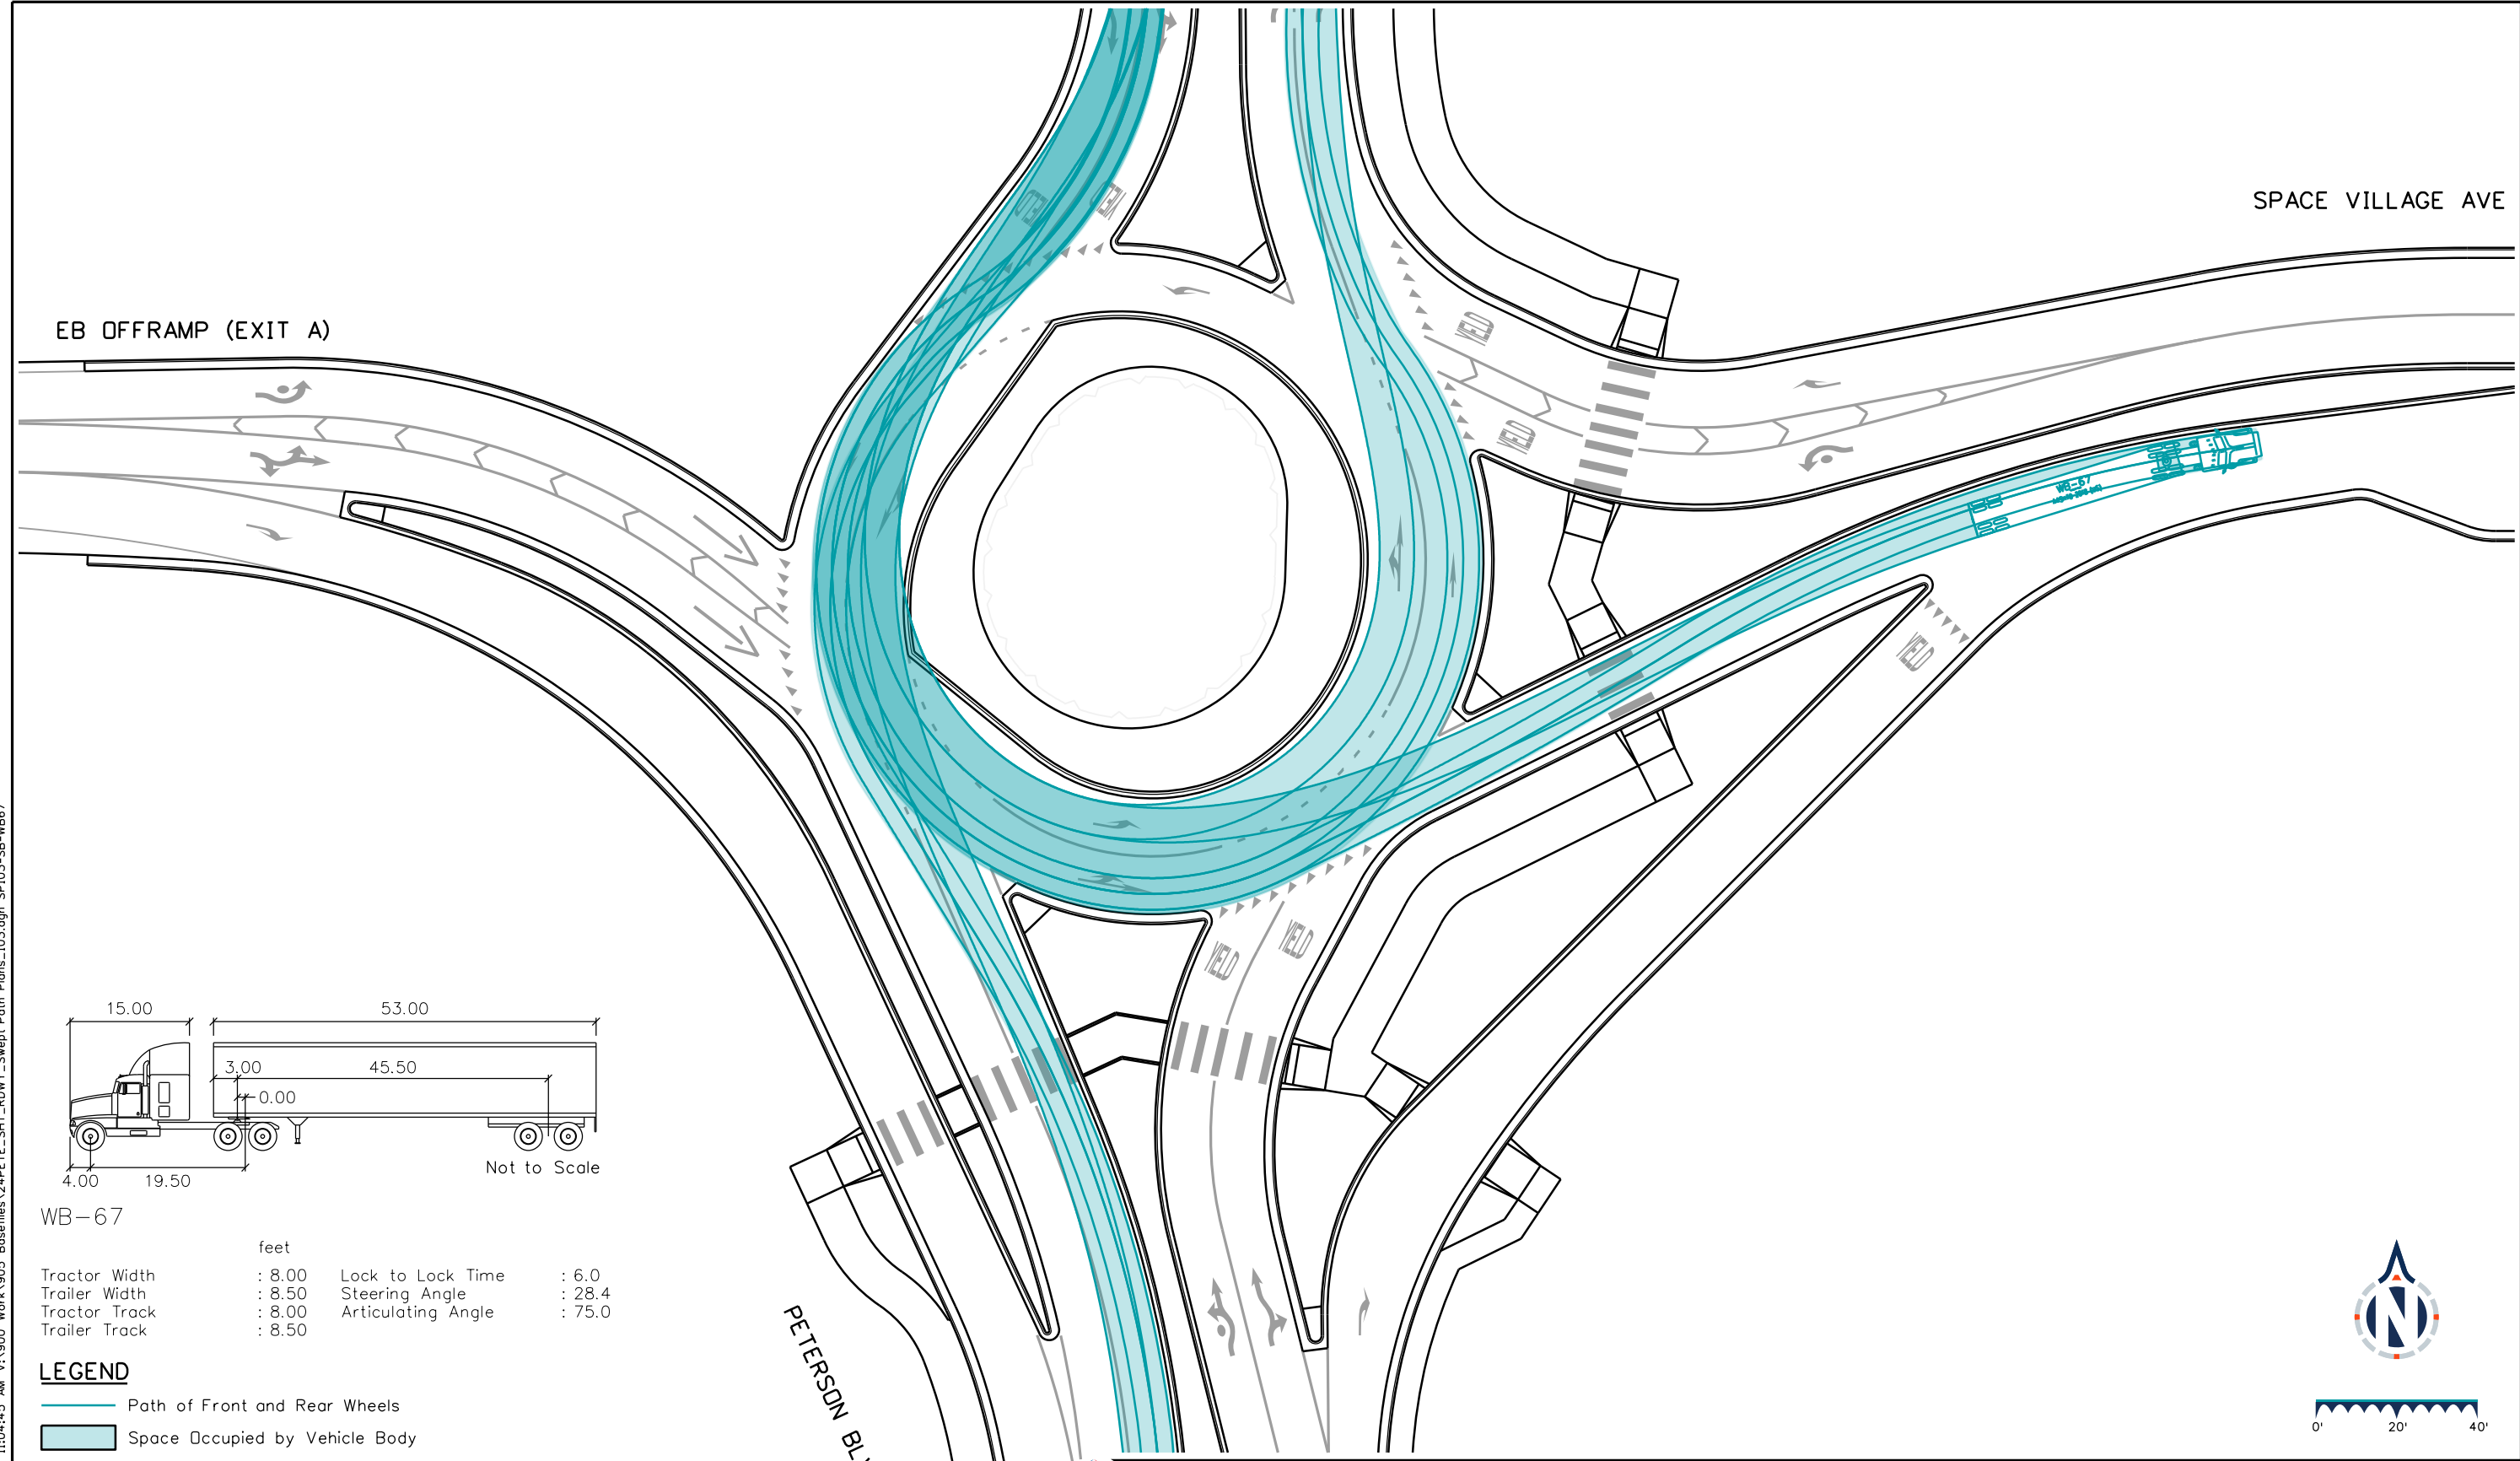 SPACE VILLAGE AVE
EB OFFRAMP (EXIT A)
YIELD
YIELD
YIELD
YIELD
WB-67
YIELD
YIELD
YIELD
15.00
53.00
3.00
45.50
0.00
Not to Scale
4.00
19.50
WB-67
feet
Tractor Width : 8.00 Lock to Lock Time : 6.0
Trailer Width : 8.50 Steering Angle : 28.4
Tractor Track : 8.00 Articulating Angle : 75.0
Trailer Track : 8.50
LEGEND
Path of Front and Rear Wheels
Space Occupied by Vehicle Body
PETERSON
N
0' 20' 40'